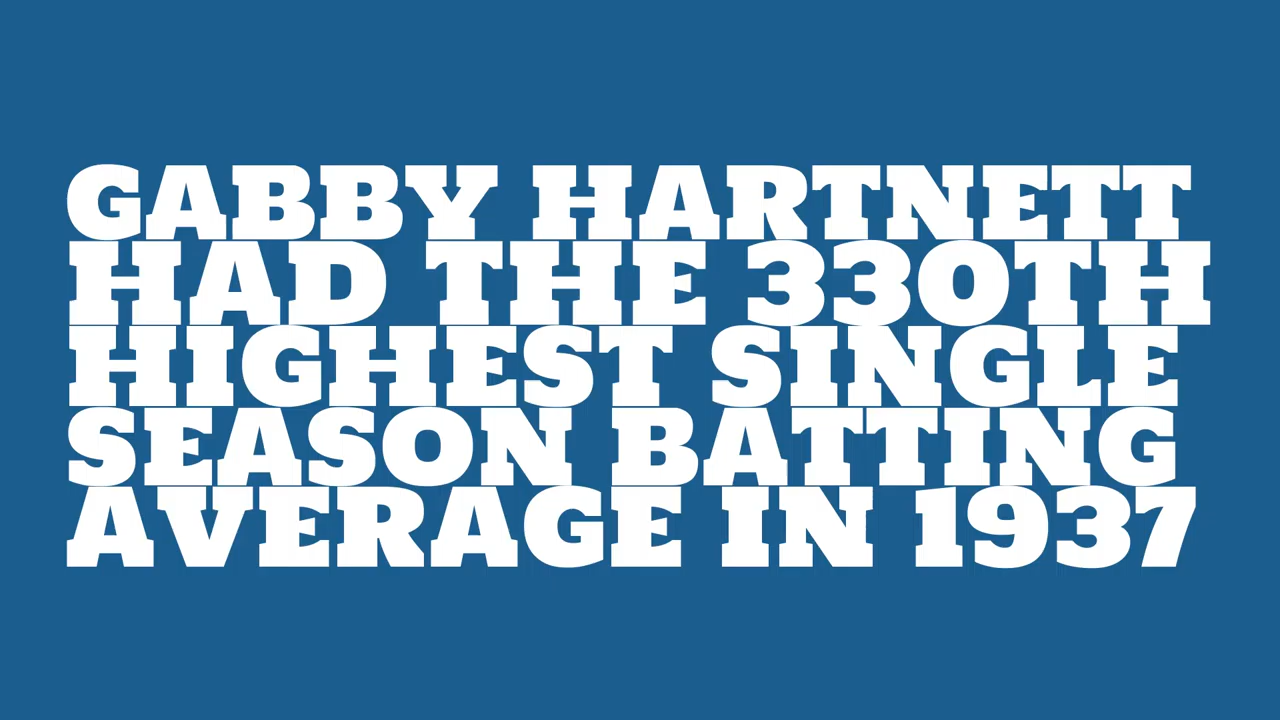 GABBY HARTNETT
HAD THE 330TH
HIGHEST SINGLE
SEASON BATTING
AVERAGE IN 1937